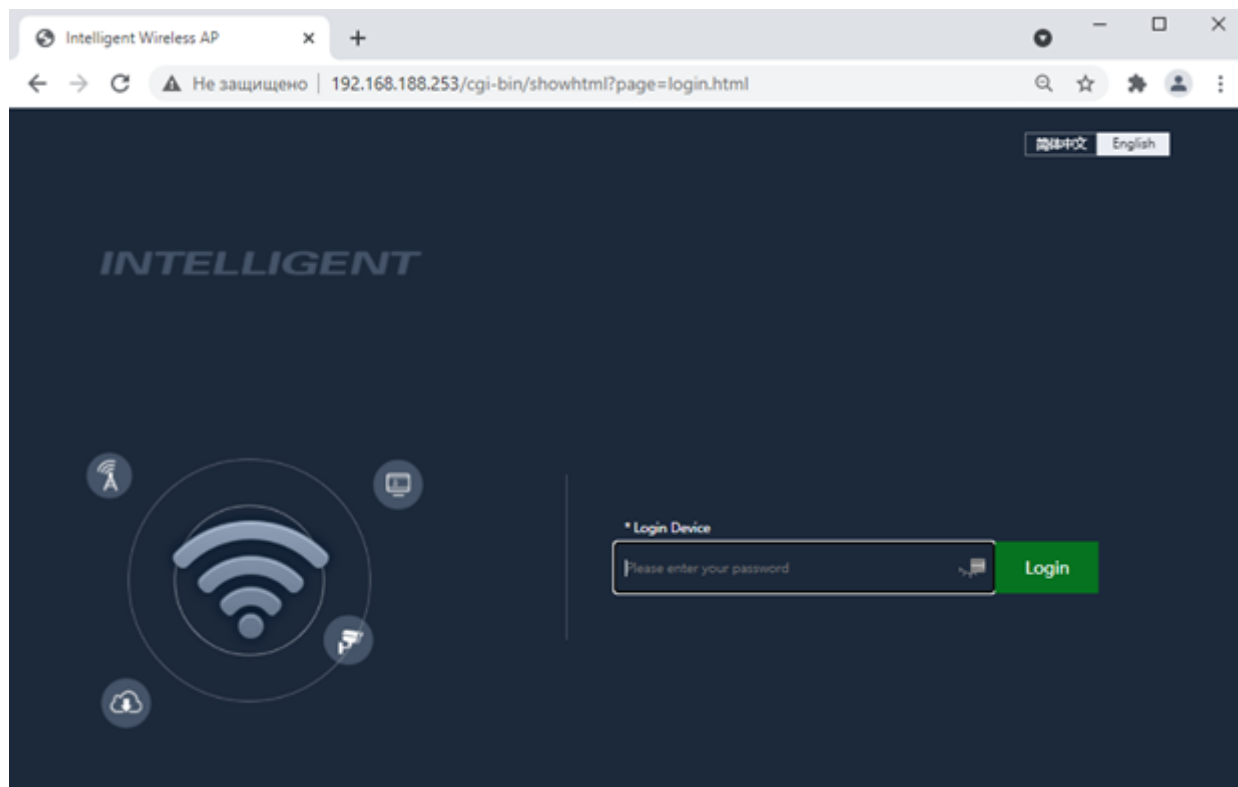 Intelligent Wireless AP
Не защищено 192.168.188.253/cgi-bin/showhtml?page=login.html
简体中文 English
INTELLIGENT
* Login Device
Please enter your password
Login